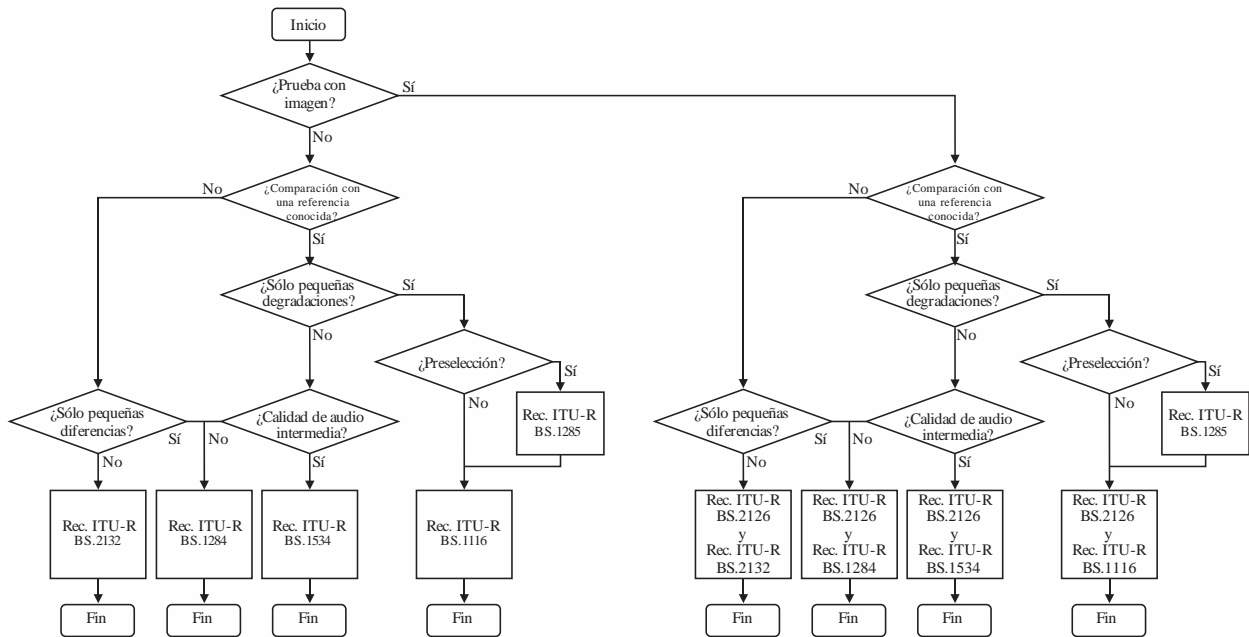 Inicio
¿Prueba con
imagen?
Sí
No
No
¿Comparación con
una referencia
conocida?
Sí
¿Sólo pequeñas
degradaciones?
Sí
No
¿Preselección?
Sí
No
Rec. ITU-R
BS.1285
¿Sólo pequeñas
diferencias?
Sí
No
No
¿Calidad de audio
intermedia?
Sí
Rec. ITU-R
BS.2132
Rec. ITU-R
BS.1284
Rec. ITU-R
BS.1534
Rec. ITU-R
BS.1116
Fin
Fin
Fin
Fin
No
¿Comparación con
una referencia
conocida?
Sí
¿Sólo pequeñas
degradaciones?
Sí
No
¿Preselección?
Sí
No
Rec. ITU-R
BS.1285
¿Sólo pequeñas
diferencias?
Sí
No
No
¿Calidad de audio
intermedia?
Sí
Rec. ITU-R
BS.2126
y
Rec. ITU-R
BS.2132
Rec. ITU-R
BS.2126
y
Rec. ITU-R
BS.1284
Rec. ITU-R
BS.2126
y
Rec. ITU-R
BS.1534
Rec. ITU-R
BS.2126
y
Rec. ITU-R
BS.1116
Fin
Fin
Fin
Fin